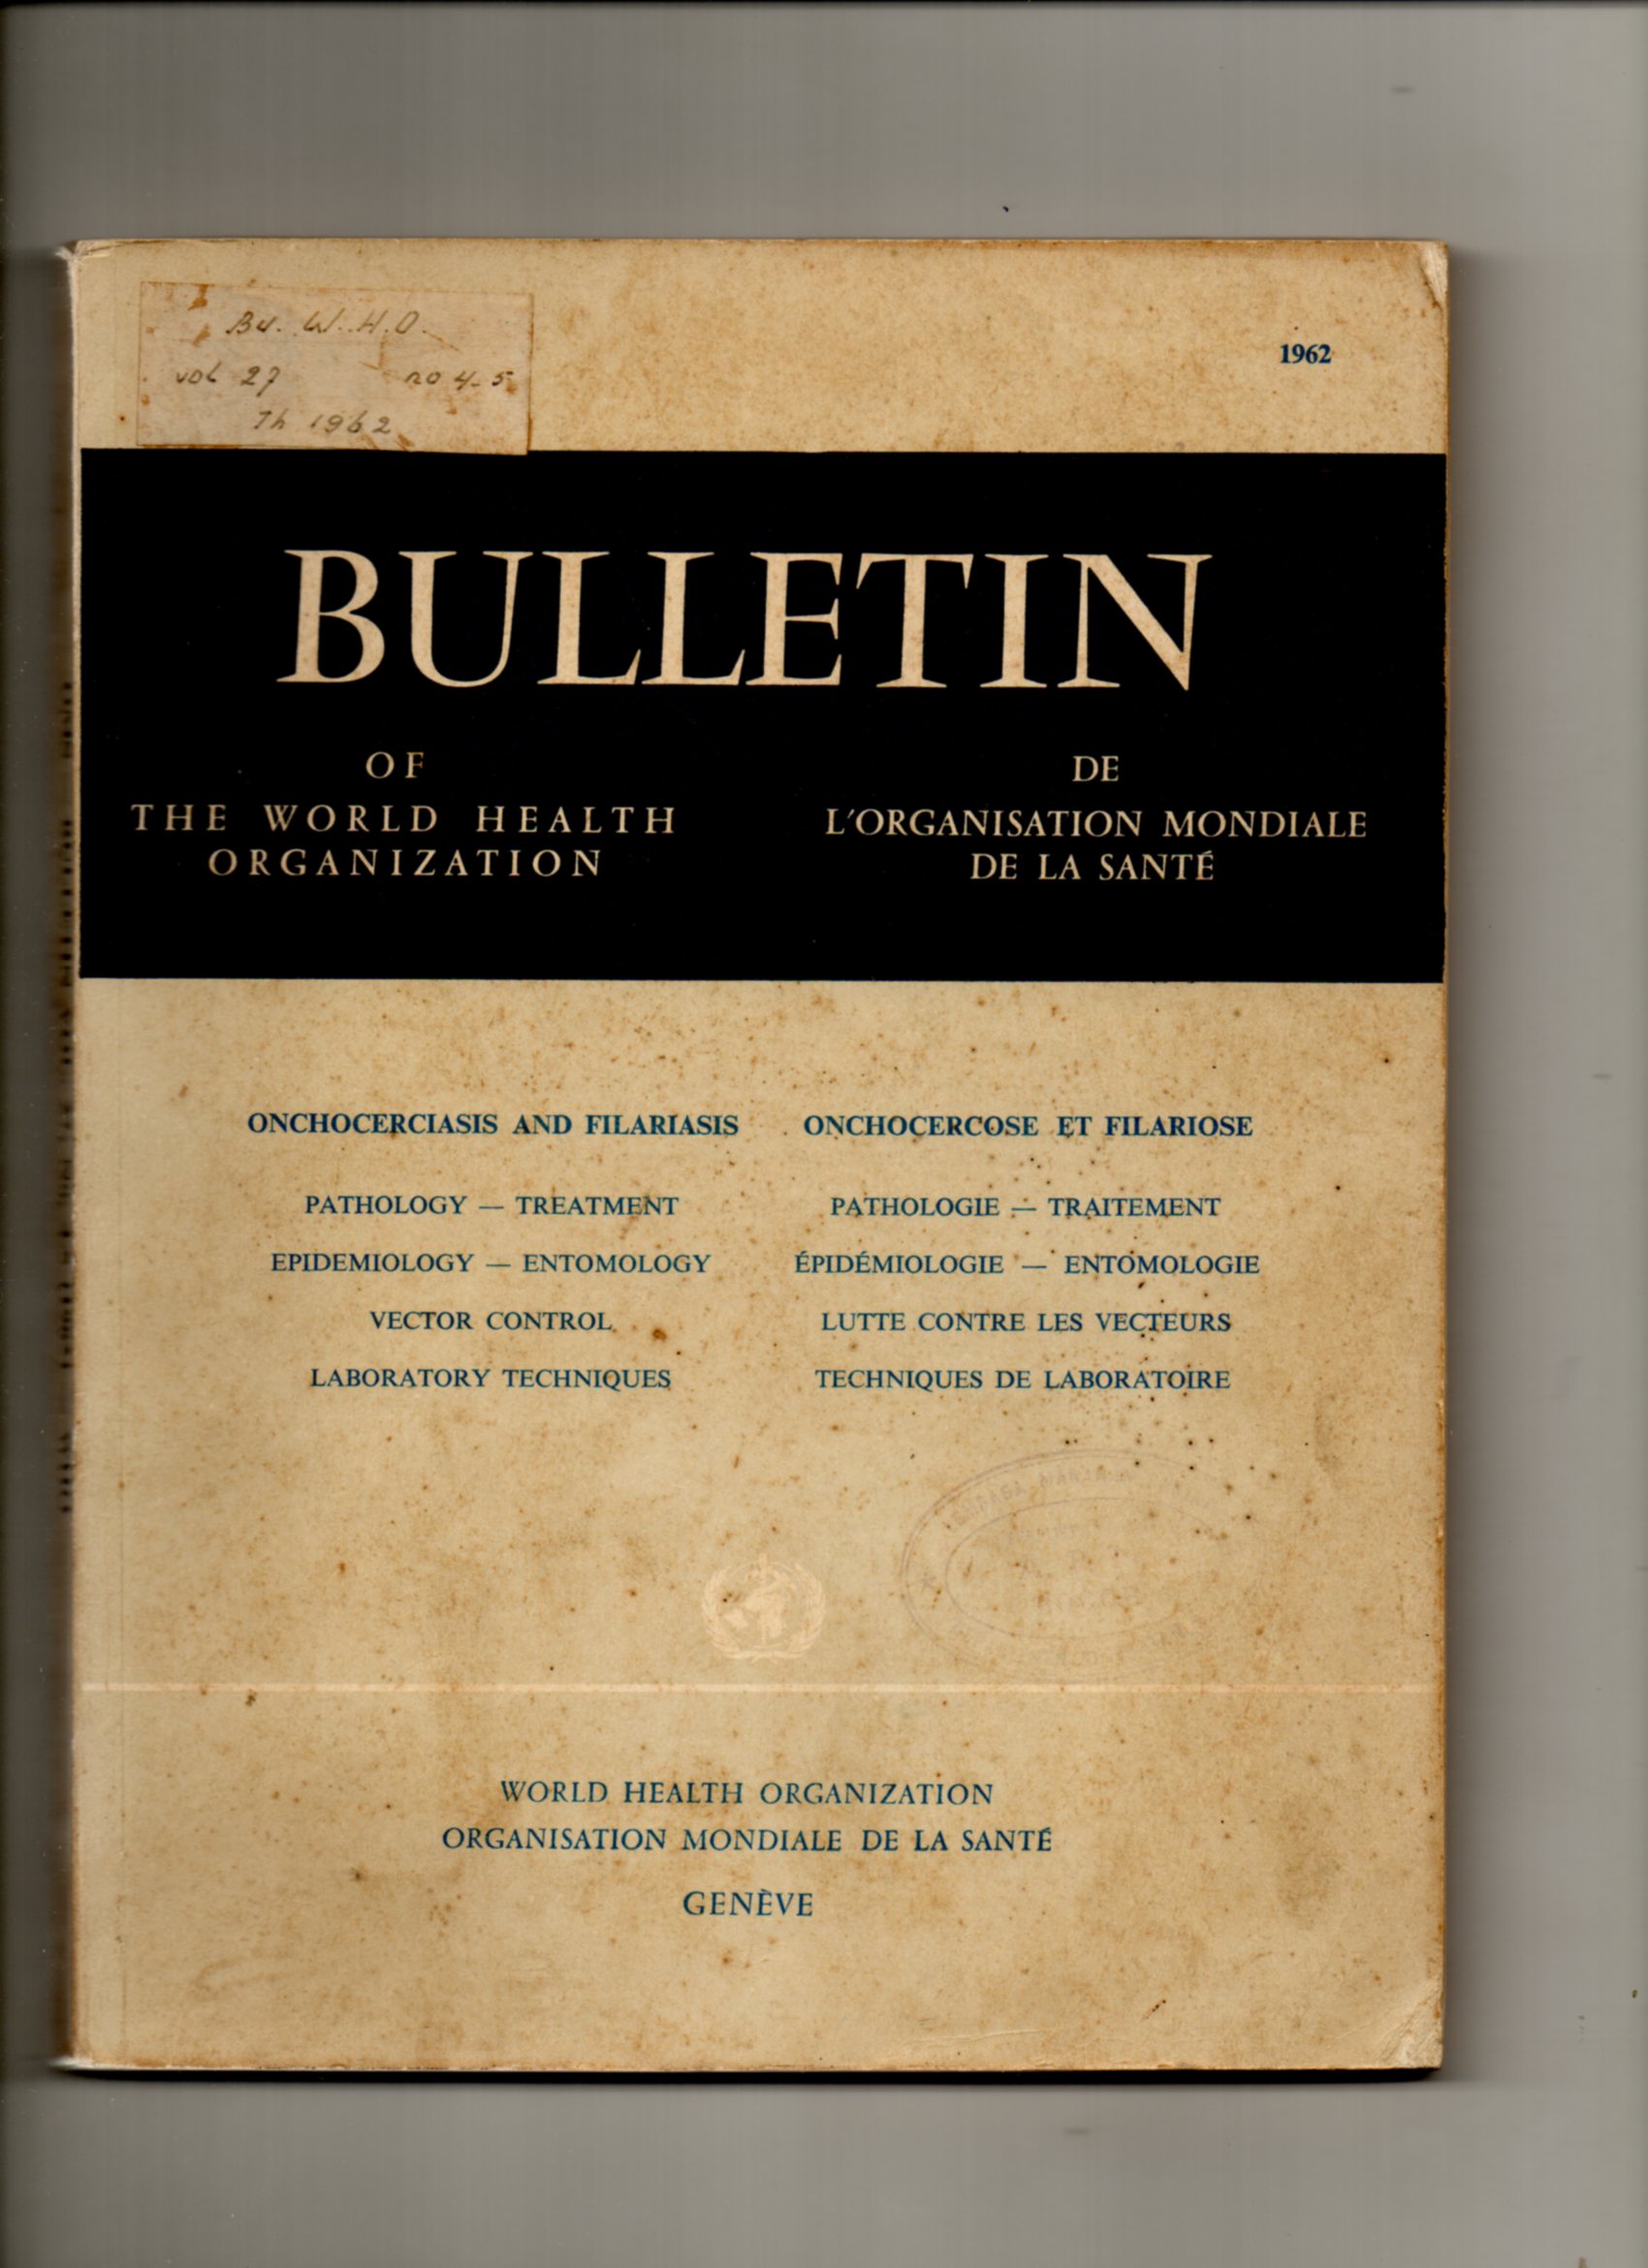 Bu. W.H.O.
vol 27 no 4-5
Th 1962
1962
BULLETIN
OF
THE WORLD HEALTH
ORGANIZATION
DE
L'ORGANISATION MONDIALE
DE LA SANTÉ
ONCHOCERCIASIS AND FILARIASIS
PATHOLOGY — TREATMENT
EPIDEMIOLOGY — ENTOMOLOGY
VECTOR CONTROL
LABORATORY TECHNIQUES
ONCHOCERCOSE ET FILARIOSE
PATHOLOGIE — TRAITEMENT
ÉPIDÉMIOLOGIE — ENTOMOLOGIE
LUTTE CONTRE LES VECTEURS
TECHNIQUES DE LABORATOIRE
WORLD HEALTH ORGANIZATION
ORGANISATION MONDIALE DE LA SANTÉ
GENÈVE